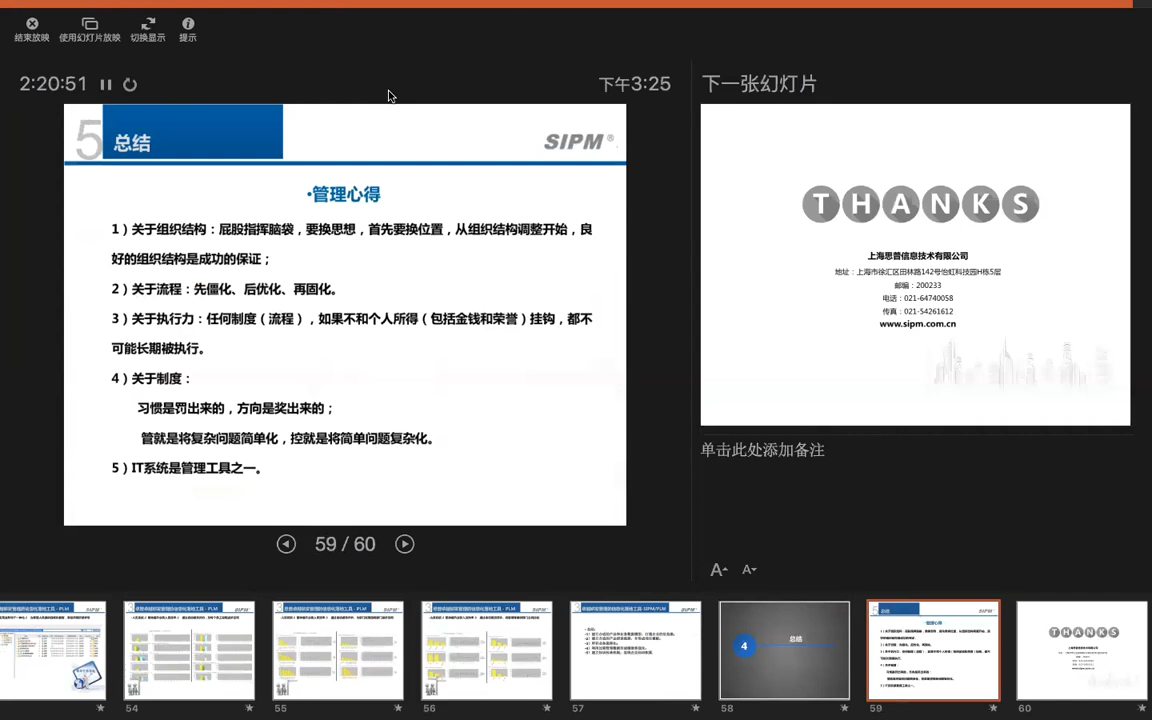 结束放映
使用幻灯片放映
切换显示
提示
2:20:51
下午3:25
下一张幻灯片
5
总结
SIPM®
•管理心得
1）关于组织结构：屁股指挥脑袋，要换思想，首先要换位置，从组织结构调整开始，良
好的组织结构是成功的保证；
2）关于流程：先僵化、后优化、再固化。
3）关于执行力：任何制度（流程），如果不和个人所得（包括金钱和荣誉）挂钩，都不
可能长期被执行。
4）关于制度：
习惯是罚出来的，方向是奖出来的；
管就是将复杂问题简单化，控就是将简单问题复杂化。
5）IT系统是管理工具之一。
THANKS
上海思普信息技术有限公司
地址：上海市徐汇区田林路142号怡虹科技园H栋5层
邮编：200233
电话：021-64740058
传真：021-54261612
www.sipm.com.cn
单击此处添加备注
59 / 60
A A
4
总结
总结
THANKS
54
55
56
57
58
59
60